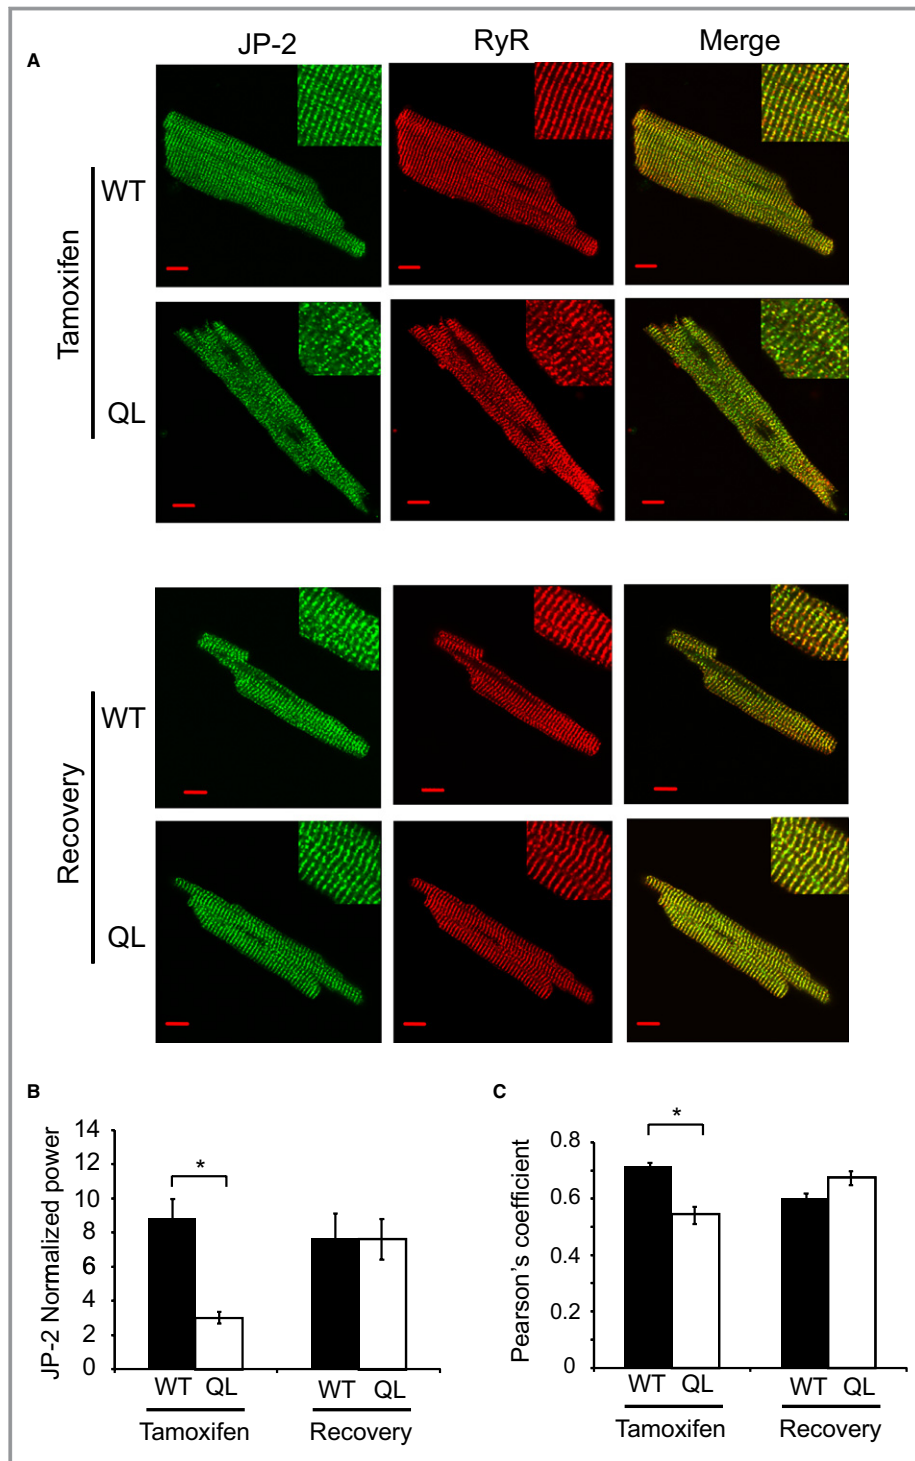 A
JP-2 RyR Merge
Tamoxifen
WT
QL
Recovery
WT
QL
B
JP-2 Normalized power
14
12
10
8
6
4
2
0
*
WT QL WT QL
Tamoxifen Recovery
C
Pearson's coefficient
0.8
0.6
0.4
0.2
0
*
WT QL WT QL
Tamoxifen Recovery